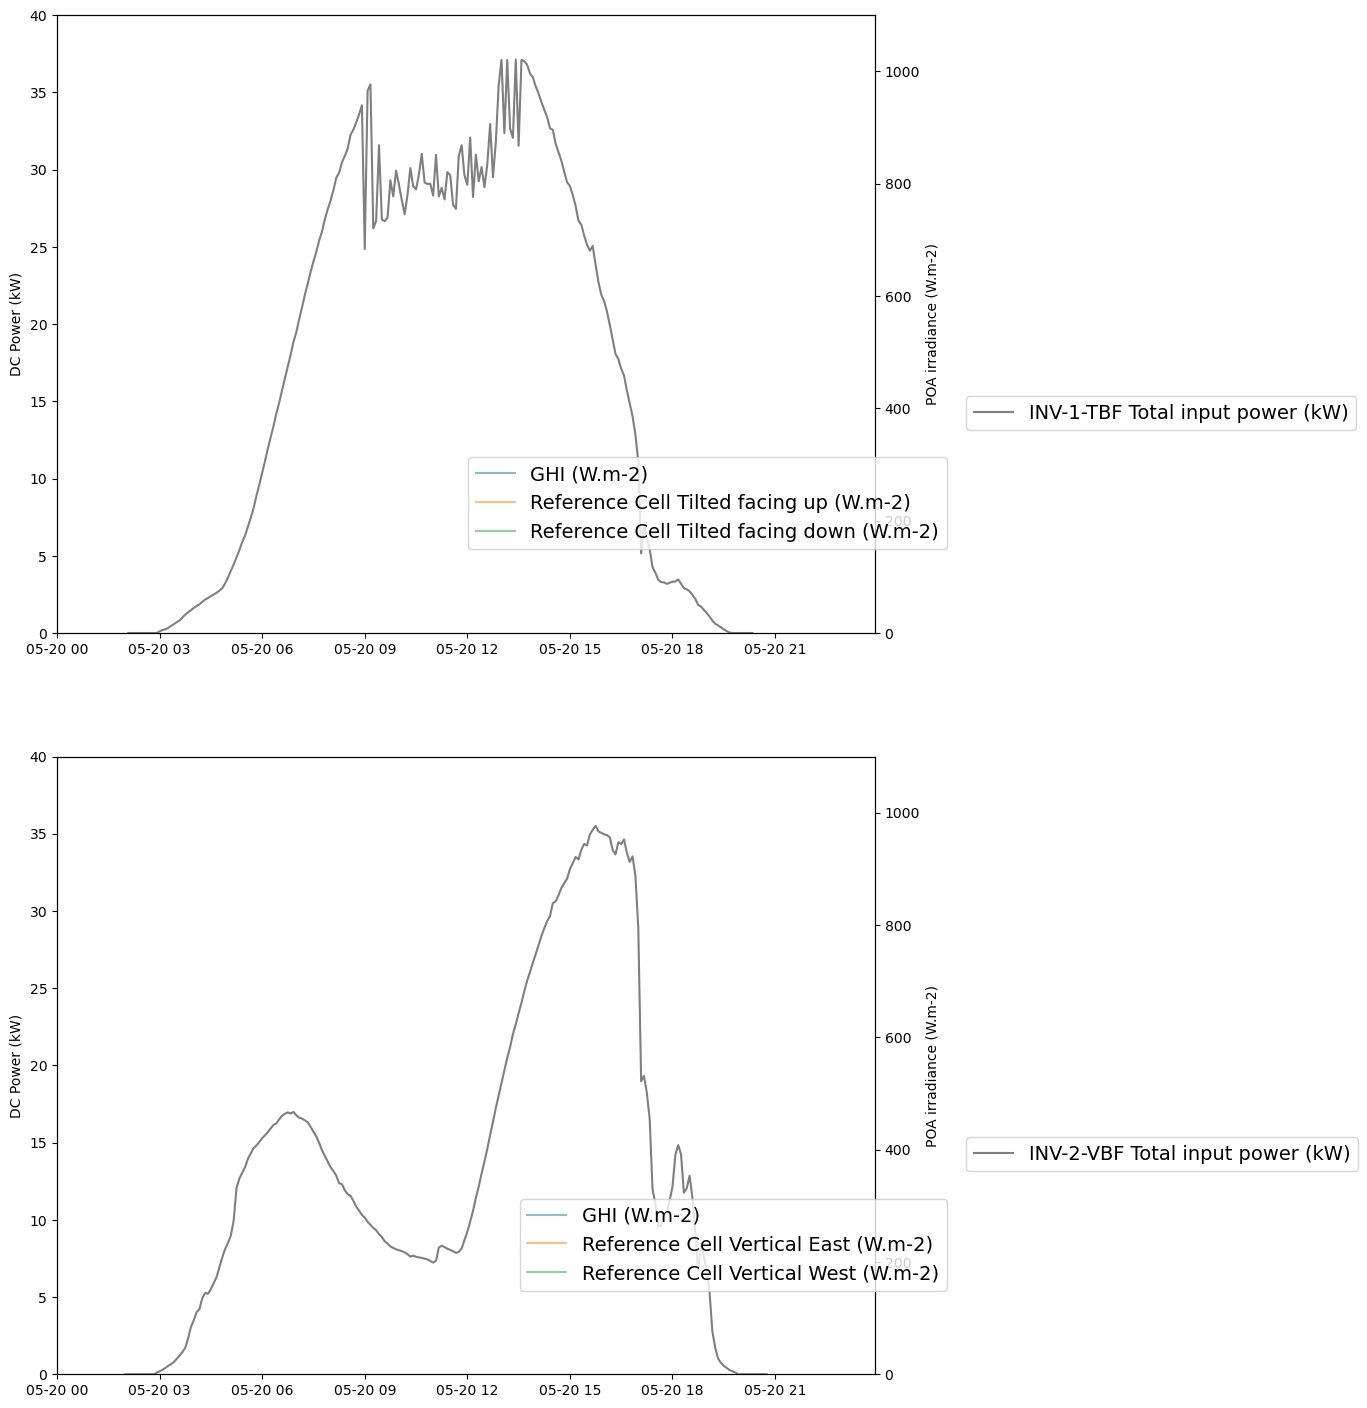 40
35
30
25
20
15
10
5
0
DC Power (kW)
1000
800
600
400
200
0
POA irradiance (W.m-2)
GHI (W.m-2)
Reference Cell Tilted facing up (W.m-2)
Reference Cell Tilted facing down (W.m-2)
INV-1-TBF Total input power (kW)
05-20 00 05-20 03 05-20 06 05-20 09 05-20 12 05-20 15 05-20 18 05-20 21
40
35
30
25
20
15
10
5
0
DC Power (kW)
1000
800
600
400
200
0
POA irradiance (W.m-2)
INV-2-VBF Total input power (kW)
GHI (W.m-2)
Reference Cell Vertical East (W.m-2)
Reference Cell Vertical West (W.m-2)
05-20 00 05-20 03 05-20 06 05-20 09 05-20 12 05-20 15 05-20 18 05-20 21